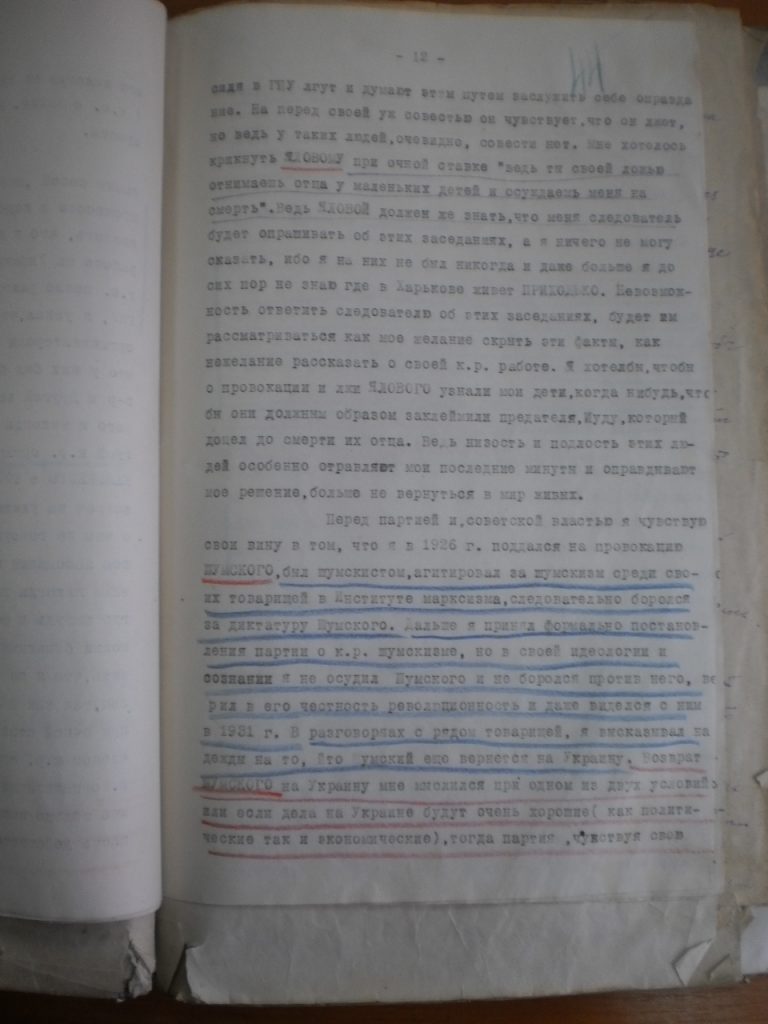 - 12 -
44
сидя в ГПУ лгут и думают этим путем заслужить себе оправда
ние. На перед своей уж совестью он чувствует,что он лжет,
но ведь у таких людей,очевидно, совести нет. Мне хотелось
крикнуть ЯЛОВОМУ при очной ставке "ведь ты своей ложью
отнимаешь отца у маленьких детей и осуждаешь меня на
смерть".Ведь ЯЛОВОЙ должен же знать,что меня следователь
будет опрашивать об этих заседаниях, а я ничего не могу
сказать, ибо я на них не был никогда и даже больше я до
сих пор не знаю где в Харькове живет ПРИХОДЬКО. Невозмож-
ность ответить следователю об этих заседаниях, будет им
рассматриваться как мое желание скрыть эти факты, как
нежелание рассказать о своей к.р. работе. Я хотелбы,чтобы
о провокации и лжи ЯЛОВОГО узнали мои дети,когда нибудь,что
бы они должным образом заклеймили предателя,Иуду,который
довел до смерти их отца. Ведь низость и подлость этих лю-
дей особенно отравляют мои последние минуты и оправдывают
мое решение,больше не вернуться в мир живых.
Перед партией и,советской властью я чувствую
свою вину в том, что я в 1926 г. поддался на провокацию
ШУМСКОГО,был шумскистом,агитировал за шумскизм среди сво-
их товарищей в Институте марксизма,следовательно боролся
за диктатуру Шумского. Дальше я принял формально постанов-
ления партии о к.р. шумскизме, но в своей идеологии и
сознании я не осудил Шумского и не боролся против него, ве
рил в его честность революционность и даже виделся с ним
в 1931 г. В разговорах с рядом товарищей, я высказывал на
дежды на то, что умский еще вернется на Украину. Возврат
ШУМСКОГО на Украину мне мыслился при одном из двух условий
или если дела на Украине будут очень хорошие( как полити-
ческие так и экономические),тогда партия ,чувствуя свою